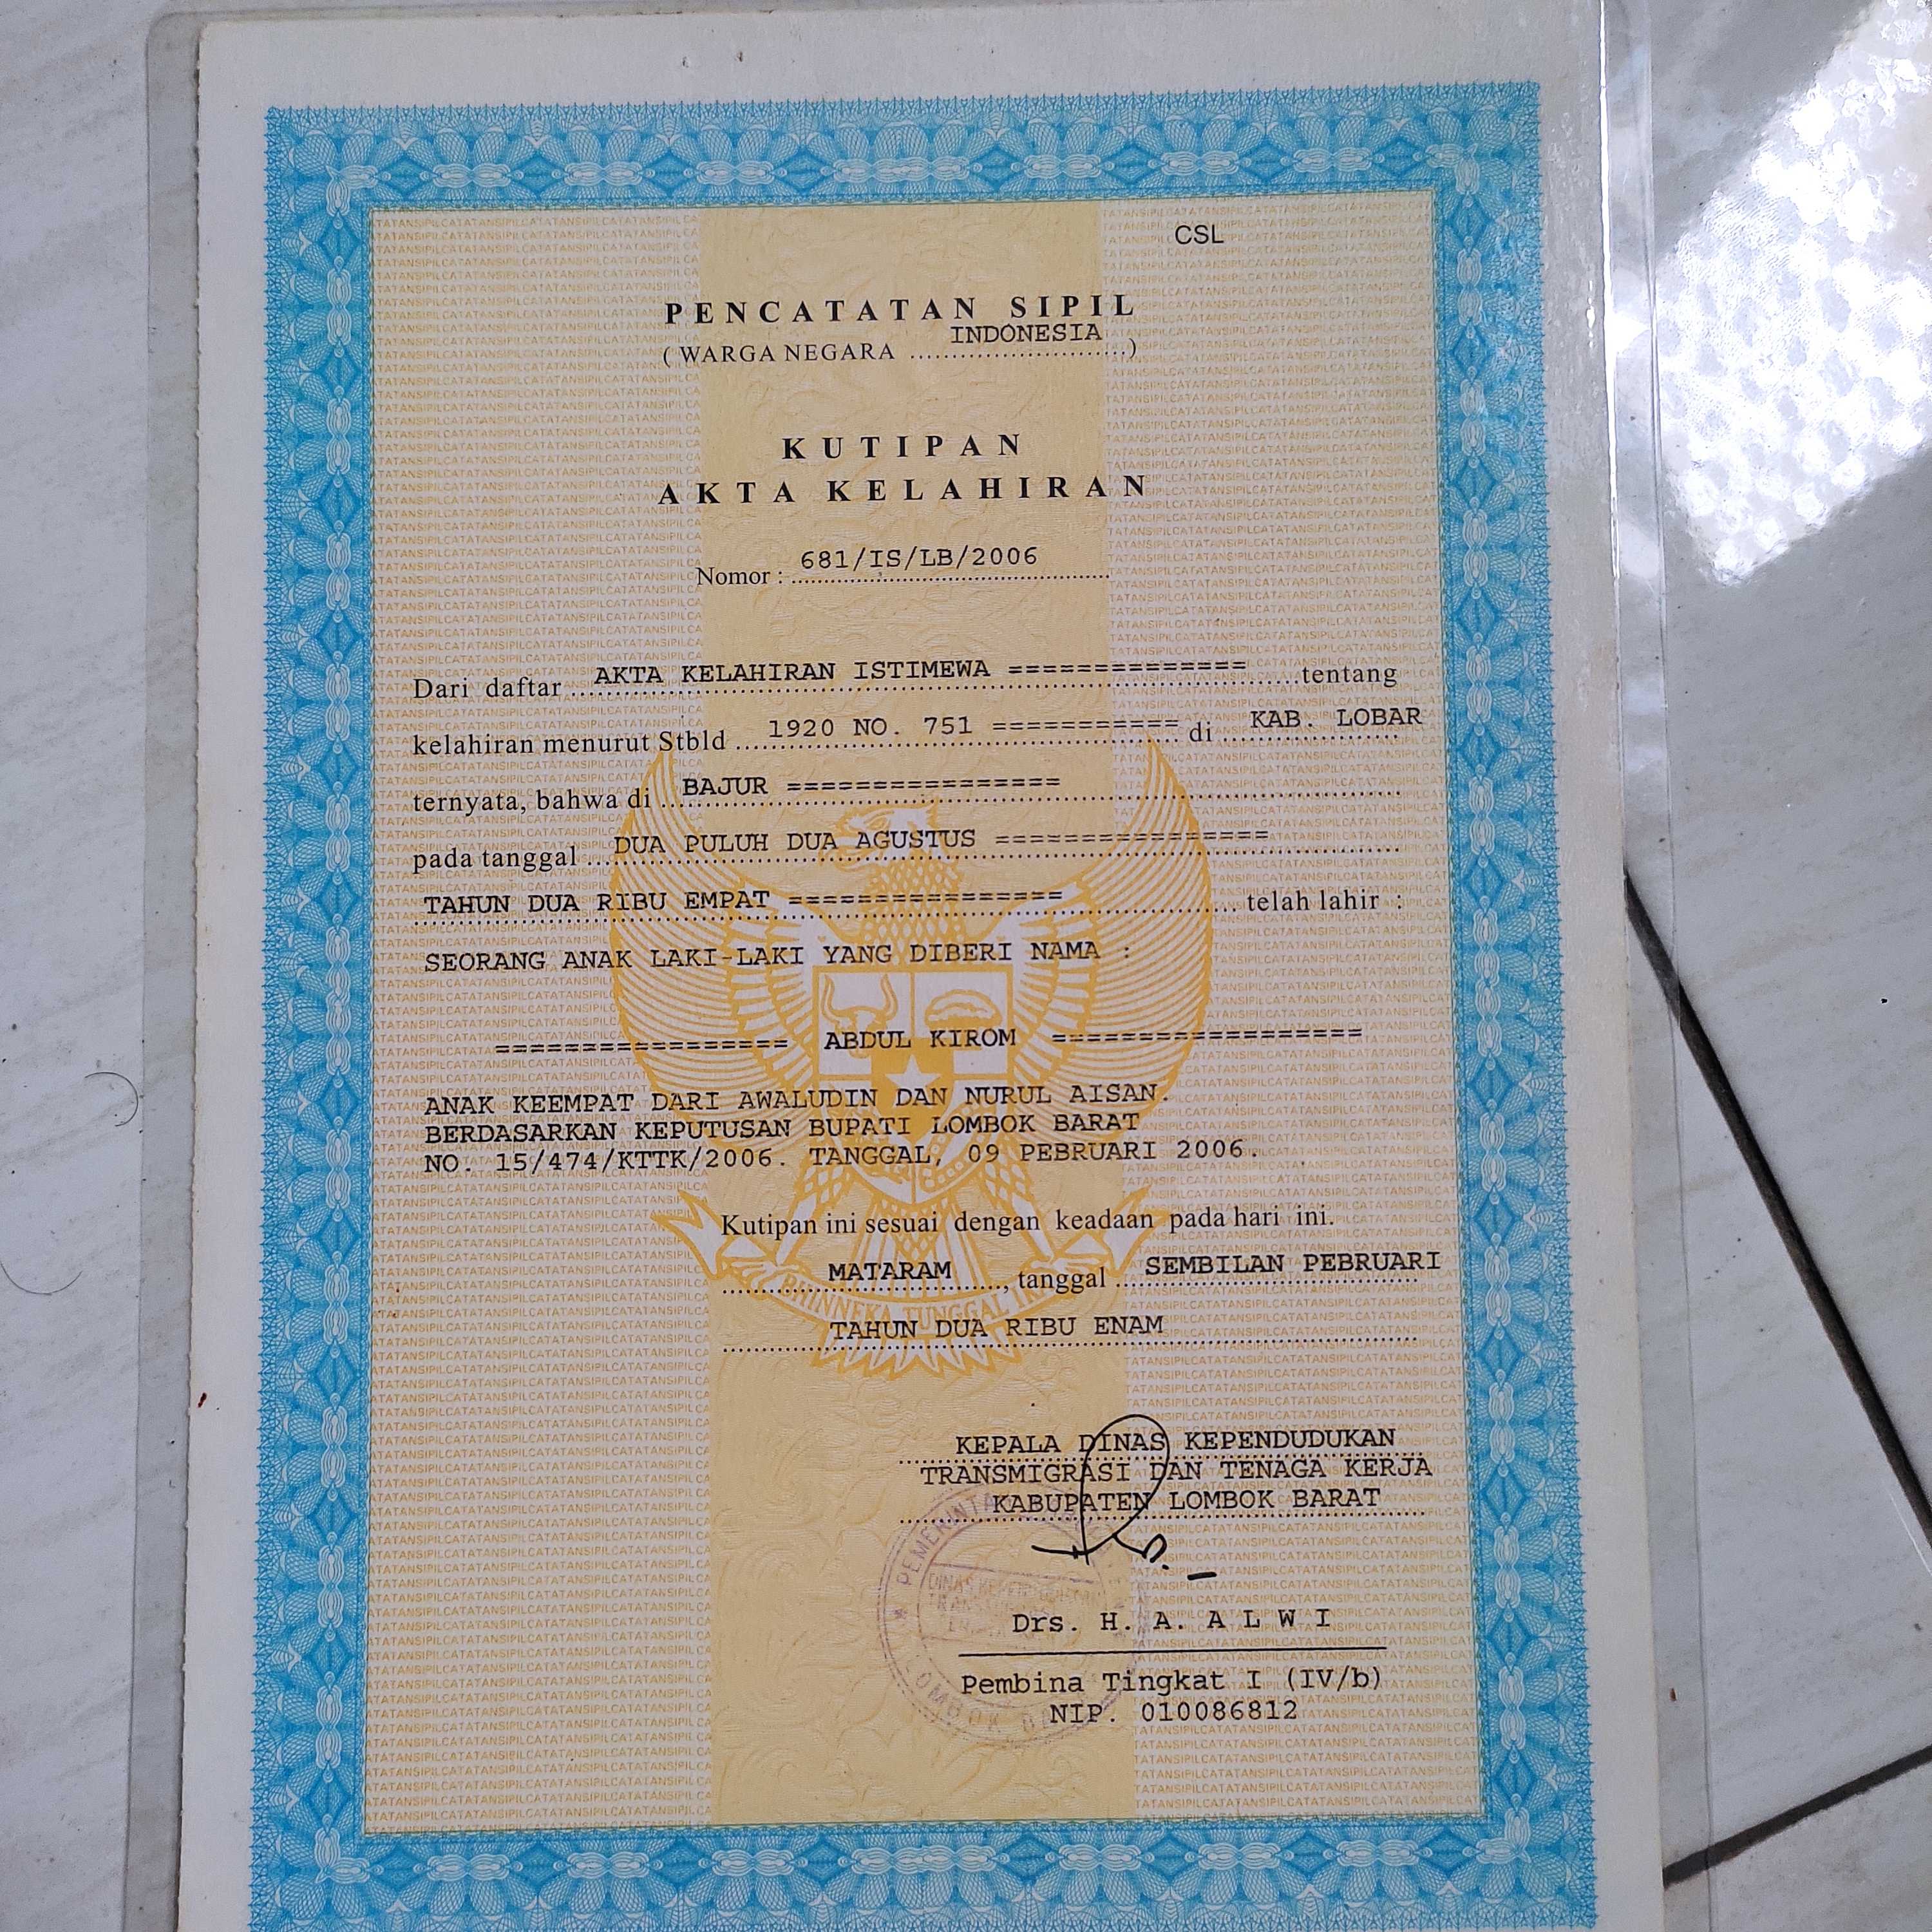 CSL
PENCATATAN SIPIL
INDONESIA
( WARGA NEGARA ..........................)
KUTIPAN
AKTA KELAHIRAN
Nomor : 681/IS/LB/2006
Dari daftar AKTA KELAHIRAN ISTIMEWA ============== tentang
kelahiran menurut Stbld 1920 NO. 751 =========== di KAB. LOBAR
ternyata, bahwa di BAJUR ================
pada tanggal DUA PULUH DUA AGUSTUS ================
TAHUN DUA RIBU EMPAT ================ telah lahir :
SEORANG ANAK LAKI-LAKI YANG DIBERI NAMA :
================= ABDUL KIROM ==================
ANAK KEEMPAT DARI AWALUDIN DAN NURUL AISAN.
BERDASARKAN KEPUTUSAN BUPATI LOMBOK BARAT
NO. 15/474/KTTK/2006. TANGGAL, 09 PEBRUARI 2006.
Kutipan ini sesuai dengan keadaan pada hari ini.
MATARAM, tanggal SEMBILAN PEBRUARI
BHINNEKA TUNGGAL IKA
TAHUN DUA RIBU ENAM
KEPALA DINAS KEPENDUDUKAN
TRANSMIGRASI DAN TENAGA KERJA
KABUPATEN LOMBOK BARAT
Drs. H. A. ALWI
Pembina Tingkat I (IV/b)
NIP. 010086812